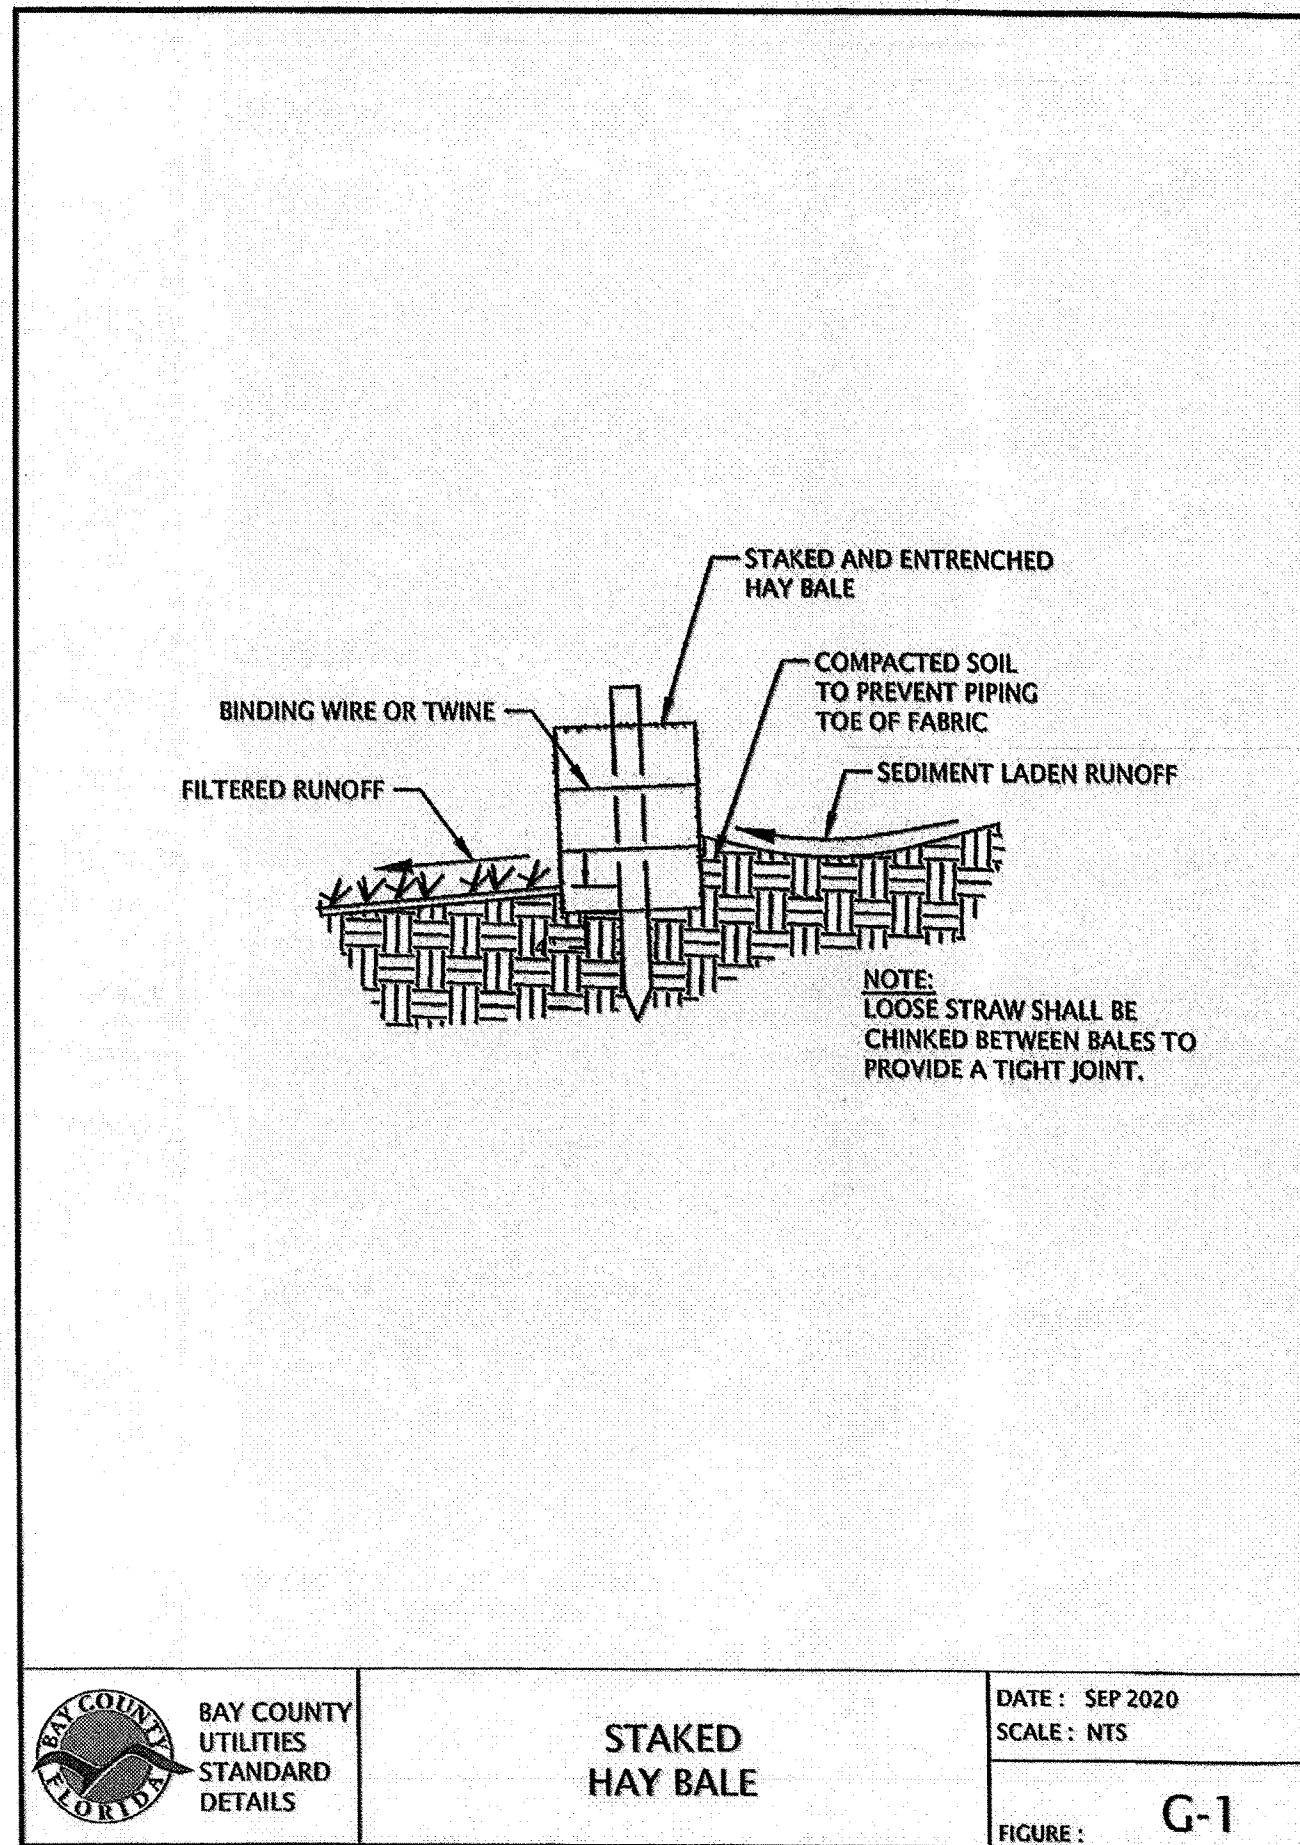 STAKED AND ENTRENCHED
HAY BALE
COMPACTED SOIL
TO PREVENT PIPING
TOE OF FABRIC
BINDING WIRE OR TWINE
SEDIMENT LADEN RUNOFF
FILTERED RUNOFF
4"
NOTE:
LOOSE STRAW SHALL BE
CHINKED BETWEEN BALES TO
PROVIDE A TIGHT JOINT.
BAY COUNTY
FLORIDA
BAY COUNTY
UTILITIES
STANDARD
DETAILS
STAKED
HAY BALE
DATE : SEP 2020
SCALE : NTS
FIGURE : G-1